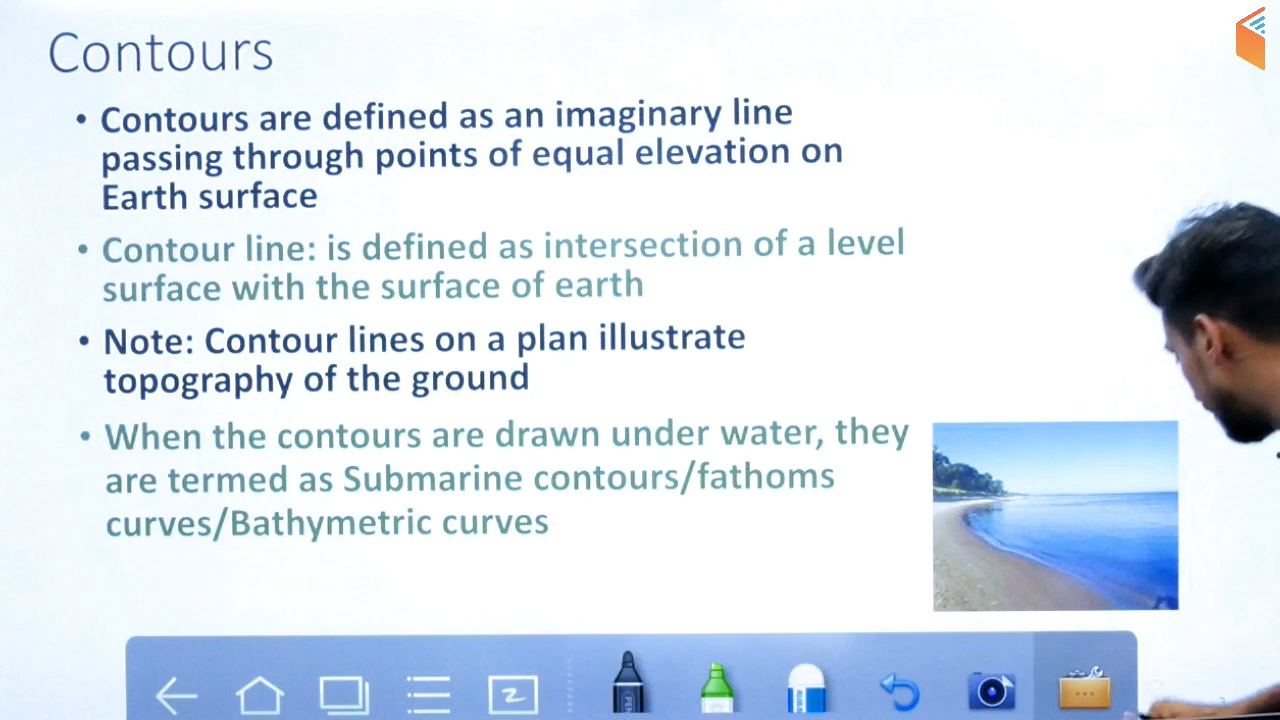 Contours
• Contours are defined as an imaginary line
passing through points of equal elevation on
Earth surface
• Contour line: is defined as intersection of a level
surface with the surface of earth
• Note: Contour lines on a plan illustrate
topography of the ground
• When the contours are drawn under water, they
are termed as Submarine contours/fathoms
curves/Bathymetric curves